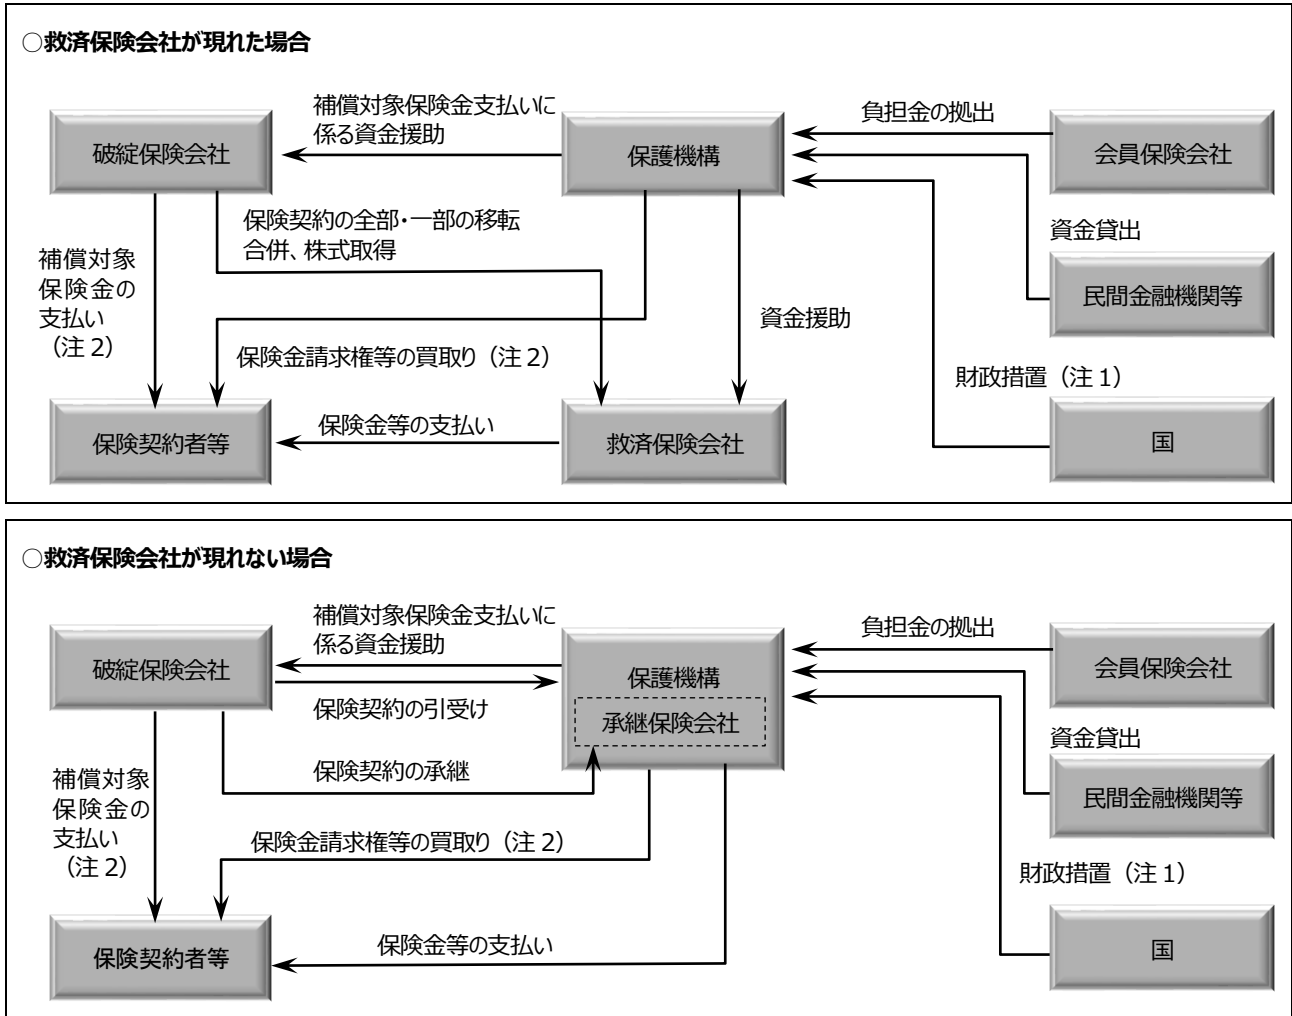 ○救済保険会社が現れた場合
補償対象保険金支払いに
係る資金援助
負担金の拠出
破綻保険会社
保護機構
会員保険会社
保険契約の全部・一部の移転
合併、株式取得
資金貸出
補償対象
保険金の
支払い
（注２）
民間金融機関等
資金援助
保険金請求権等の買取り（注２）
財政措置（注１）
保険契約者等
保険金等の支払い
救済保険会社
国
○救済保険会社が現れない場合
補償対象保険金支払いに
係る資金援助
負担金の拠出
破綻保険会社
保護機構
会員保険会社
保険契約の引受け
承継保険会社
資金貸出
保険契約の承継
補償対象
保険金の
支払い
（注２）
民間金融機関等
保険金請求権等の買取り（注２）
財政措置（注１）
保険契約者等
保険金等の支払い
国